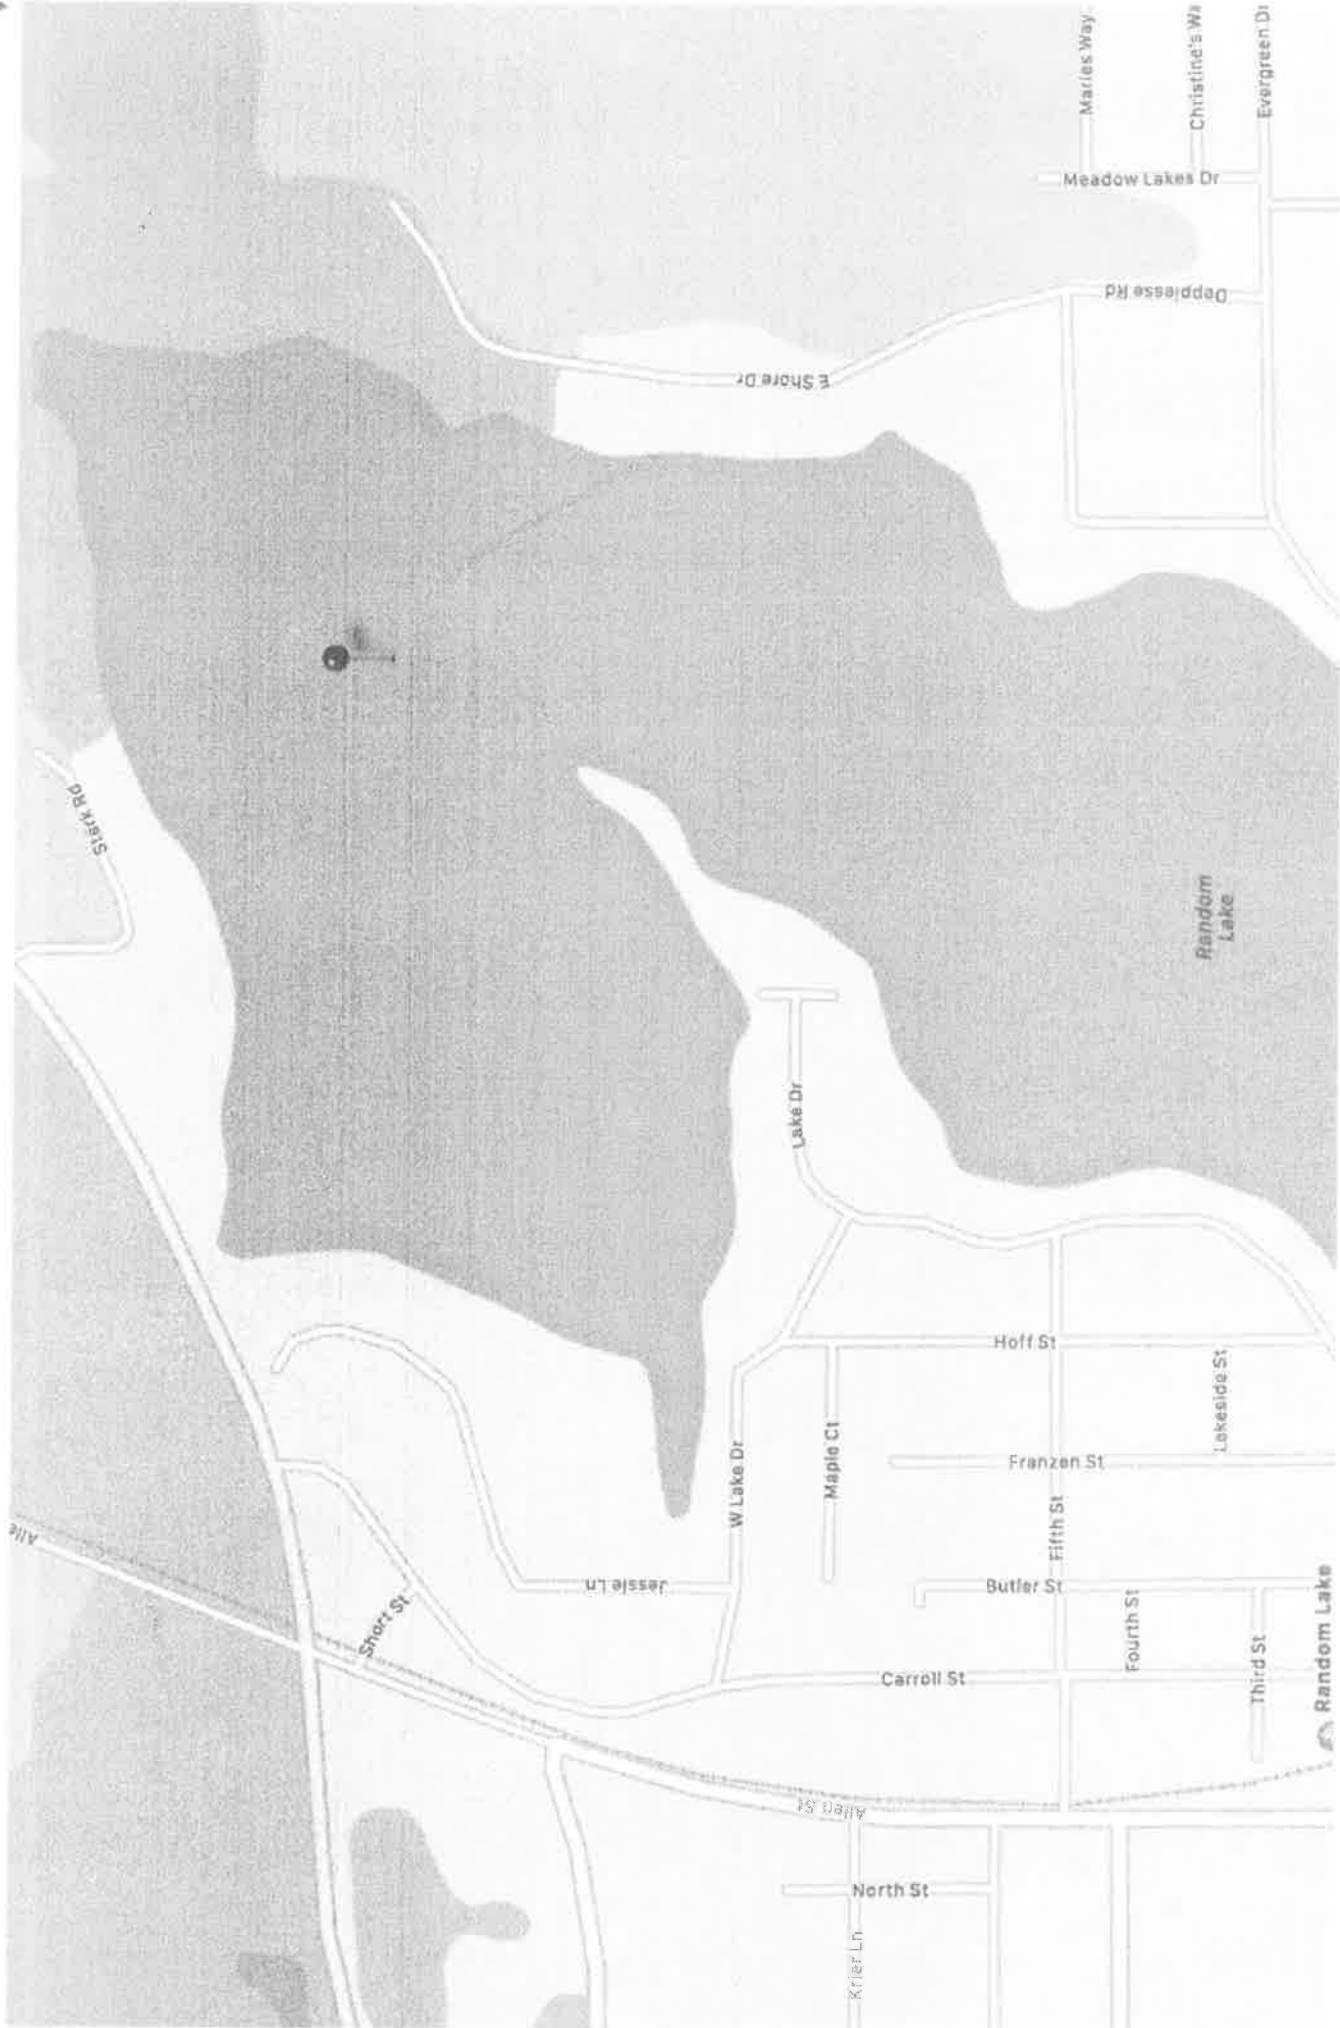 Maries Way
Christine's Wa
Evergreen Dr
Meadow Lakes Dr
Depplesse Rd
E Shore Dr
Stark Rd
Random
Lake
Lake Dr
Hoff St
Lakeside St
Maple Ct
W Lake Dr
Franzen St
Fifth St
Alle
Jessie Ln
Butler St
Short St
Fourth St
Carroll St
Third St
Random Lake
Allen St
North St
Krier Ln